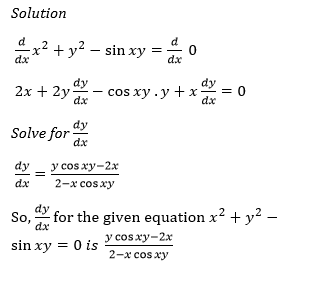 Solution
d/dx x² + y² − sin xy = d/dx 0
2x + 2y dy/dx − cos xy . y + x dy/dx = 0
Solve for dy/dx
dy/dx = y cos xy−2x / 2−x cos xy
So, dy/dx for the given equation x² + y² −
sin xy = 0 is y cos xy−2x / 2−x cos xy